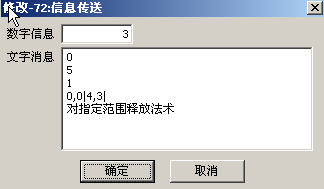 修改-72:信息传送
数字信息 3
文字消息 0
5
1
0,0|4,3|
对指定范围释放法术
确定 取消